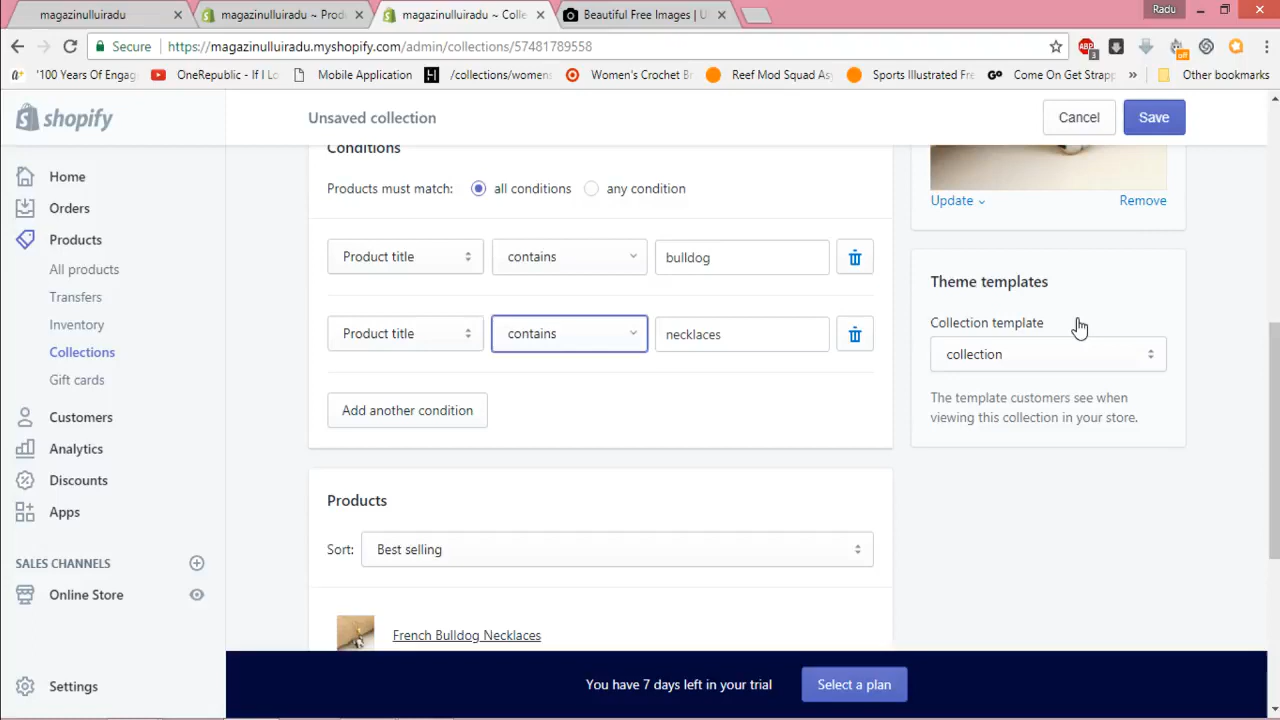 magazinulluiradu
magazinulluiradu ~ Prod
magazinulluiradu ~ Colle
Beautiful Free Images | U
Radu
Secure
https://magazinulluiradu.myshopify.com/admin/collections/57481789558
'100 Years Of Engag
OneRepublic - If I Lo
Mobile Application
/collections/womens
Women's Crochet Br
Reef Mod Squad Asy
Sports Illustrated Fre
Come On Get Strapp
Other bookmarks
shopify
Unsaved collection
Cancel
Save
Home
Orders
Products
All products
Transfers
Inventory
Collections
Gift cards
Customers
Analytics
Discounts
Apps
SALES CHANNELS
Online Store
Settings
Conditions
Products must match:
all conditions
any condition
Product title
contains
bulldog
Product title
contains
necklaces
Add another condition
Products
Sort:
Best selling
French Bulldog Necklaces
Update
Remove
Theme templates
Collection template
collection
The template customers see when
viewing this collection in your store.
You have 7 days left in your trial
Select a plan